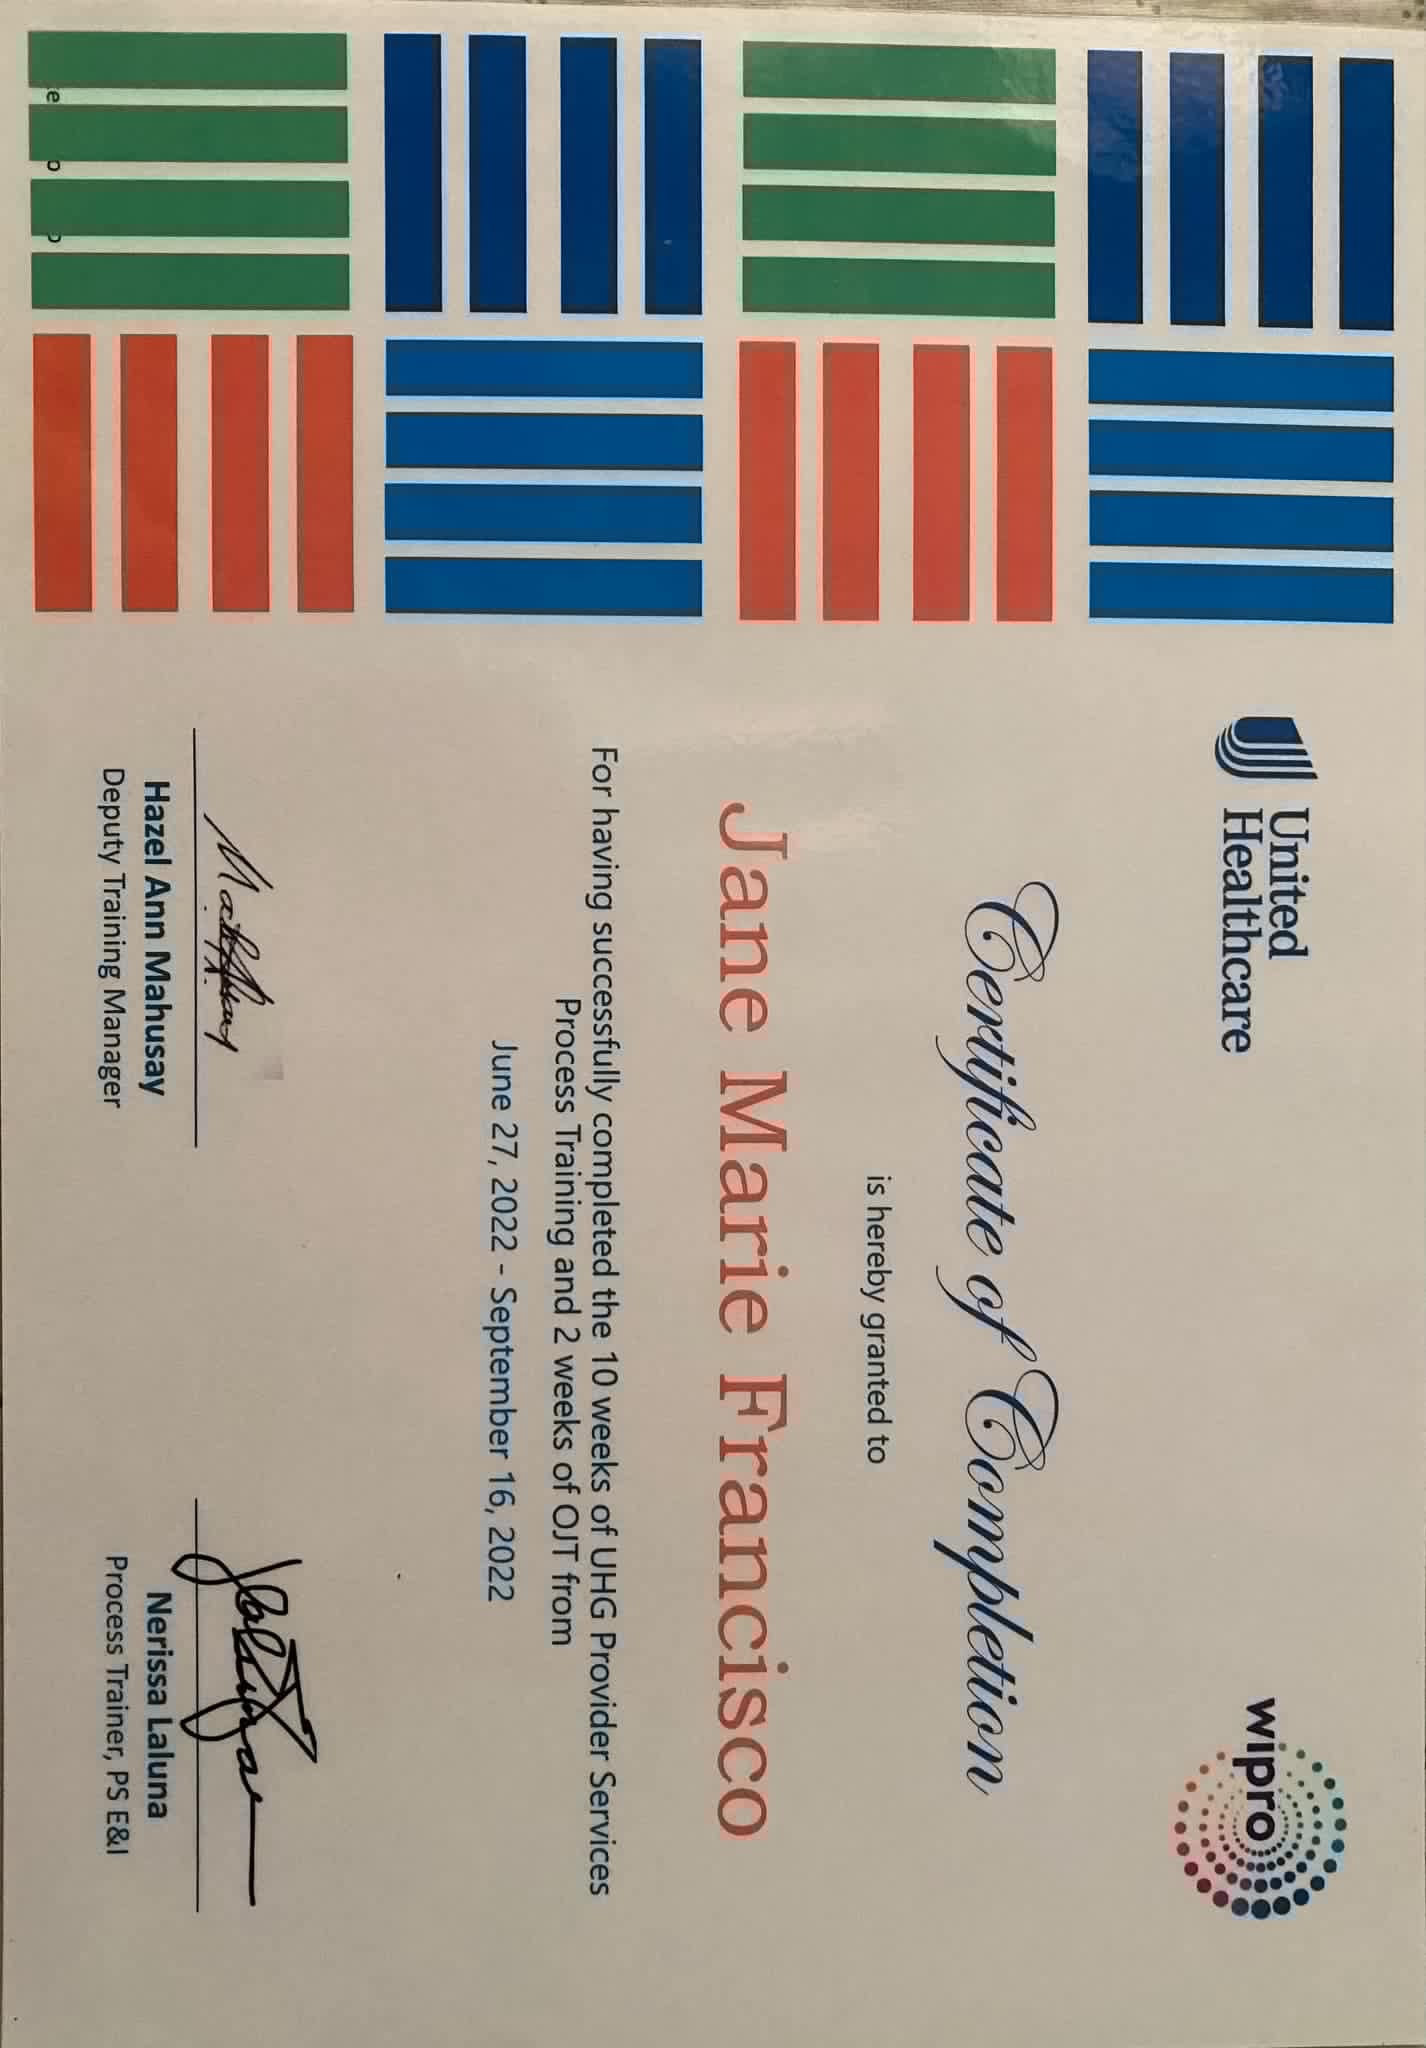 United
Healthcare
wipro
Certificate of Completion
is hereby granted to
Jane Marie Francisco
For having successfully completed the 10 weeks of UHG Provider Services
Process Training and 2 weeks of OJT from
June 27, 2022 - September 16, 2022
Hazel Ann Mahusay
Deputy Training Manager
Nerissa Laluna
Process Trainer, PS E&I